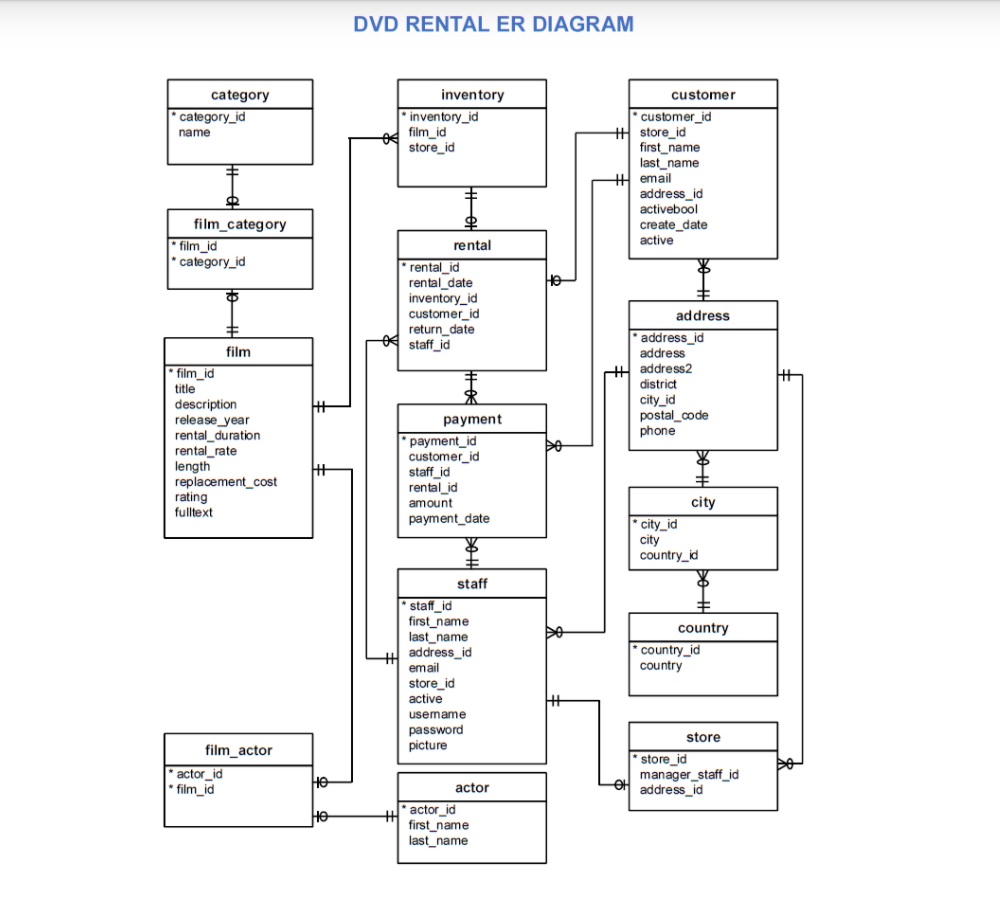 DVD RENTAL ER DIAGRAM
category
* category_id
name
film_category
* film_id
* category_id
film
* film_id
title
description
release_year
rental_duration
rental_rate
length
replacement_cost
rating
fulltext
film_actor
* actor_id
* film_id
inventory
* inventory_id
film_id
store_id
rental
* rental_id
rental_date
inventory_id
customer_id
return_date
staff_id
payment
* payment_id
customer_id
staff_id
rental_id
amount
payment_date
staff
* staff_id
first_name
last_name
address_id
email
store_id
active
username
password
picture
actor
* actor_id
first_name
last_name
customer
* customer_id
store_id
first_name
last_name
email
address_id
activebool
create_date
active
address
* address_id
address
address2
district
city_id
postal_code
phone
city
* city_id
city
country_id
country
* country_id
country
store
* store_id
manager_staff_id
address_id